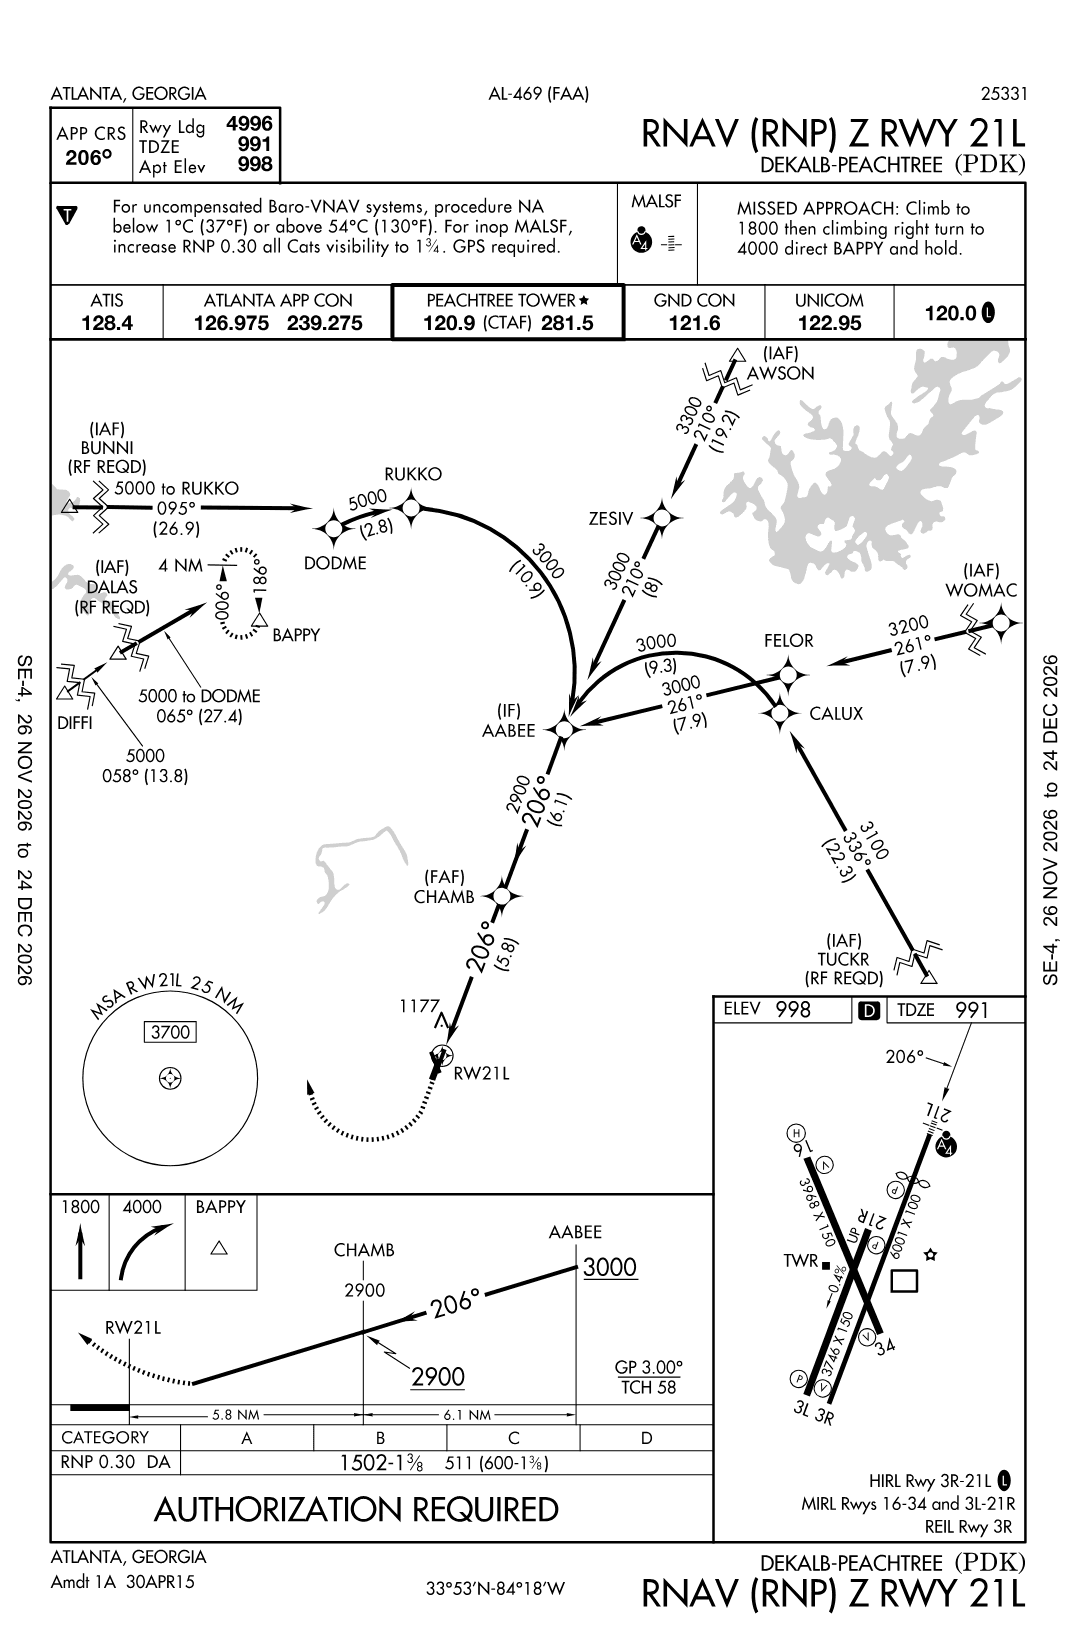 ATLANTA, GEORGIA
AL-469 (FAA)
25331
APP CRS
206°
Rwy Ldg 4996
TDZE 991
Apt Elev 998
RNAV (RNP) Z RWY 21L
DEKALB-PEACHTREE (PDK)
T
For uncompensated Baro-VNAV systems, procedure NA
below 1°C (37°F) or above 54°C (130°F). For inop MALSF,
increase RNP 0.30 all Cats visibility to 1¾. GPS required.
MALSF
A4
MISSED APPROACH: Climb to
1800 then climbing right turn to
4000 direct BAPPY and hold.
ATIS
128.4
ATLANTA APP CON
126.975 239.275
PEACHTREE TOWER★
120.9 (CTAF) 281.5
GND CON
121.6
UNICOM
122.95
120.0 L
(IAF)
AWSON
3300
210°
(19.2)
(IAF)
BUNNI
(RF REQD)
5000 to RUKKO
095°
(26.9)
RUKKO
5000
(2.8)
DODME
ZESIV
3000
(10.9)
3000
210°
(8)
(IAF)
DALAS
(RF REQD)
4 NM
006°
186°
BAPPY
(IAF)
WOMAC
3200
261°
(7.9)
FELOR
3000
(9.3)
3000
261°
(7.9)
CALUX
DIFFI
5000 to DODME
065° (27.4)
5000
058° (13.8)
(IF)
AABEE
2900
206°
(6.1)
3100
336°
(22.3)
(FAF)
CHAMB
206°
(5.8)
(IAF)
TUCKR
(RF REQD)
MSA RW21L 25 NM
3700
1177
RW21L
SE-4, 26 NOV 2026 to 24 DEC 2026
SE-4, 26 NOV 2026 to 24 DEC 2026
ELEV 998
D
TDZE 991
206°
21L
A4
H
16
V
3968 X 150
P
21R
UP
P
6001 X 100
TWR
0.4%
3746 X 150
V
34
P
V
3L 3R
HIRL Rwy 3R-21L L
MIRL Rwys 16-34 and 3L-21R
REIL Rwy 3R
1800
4000
BAPPY
CHAMB
2900
AABEE
3000
206°
RW21L
2900
GP 3.00°
TCH 58
5.8 NM
6.1 NM
CATEGORY A B C D
RNP 0.30 DA 1502-1⅜ 511 (600-1⅜)
AUTHORIZATION REQUIRED
ATLANTA, GEORGIA
Amdt 1A 30APR15
33°53'N-84°18'W
DEKALB-PEACHTREE (PDK)
RNAV (RNP) Z RWY 21L